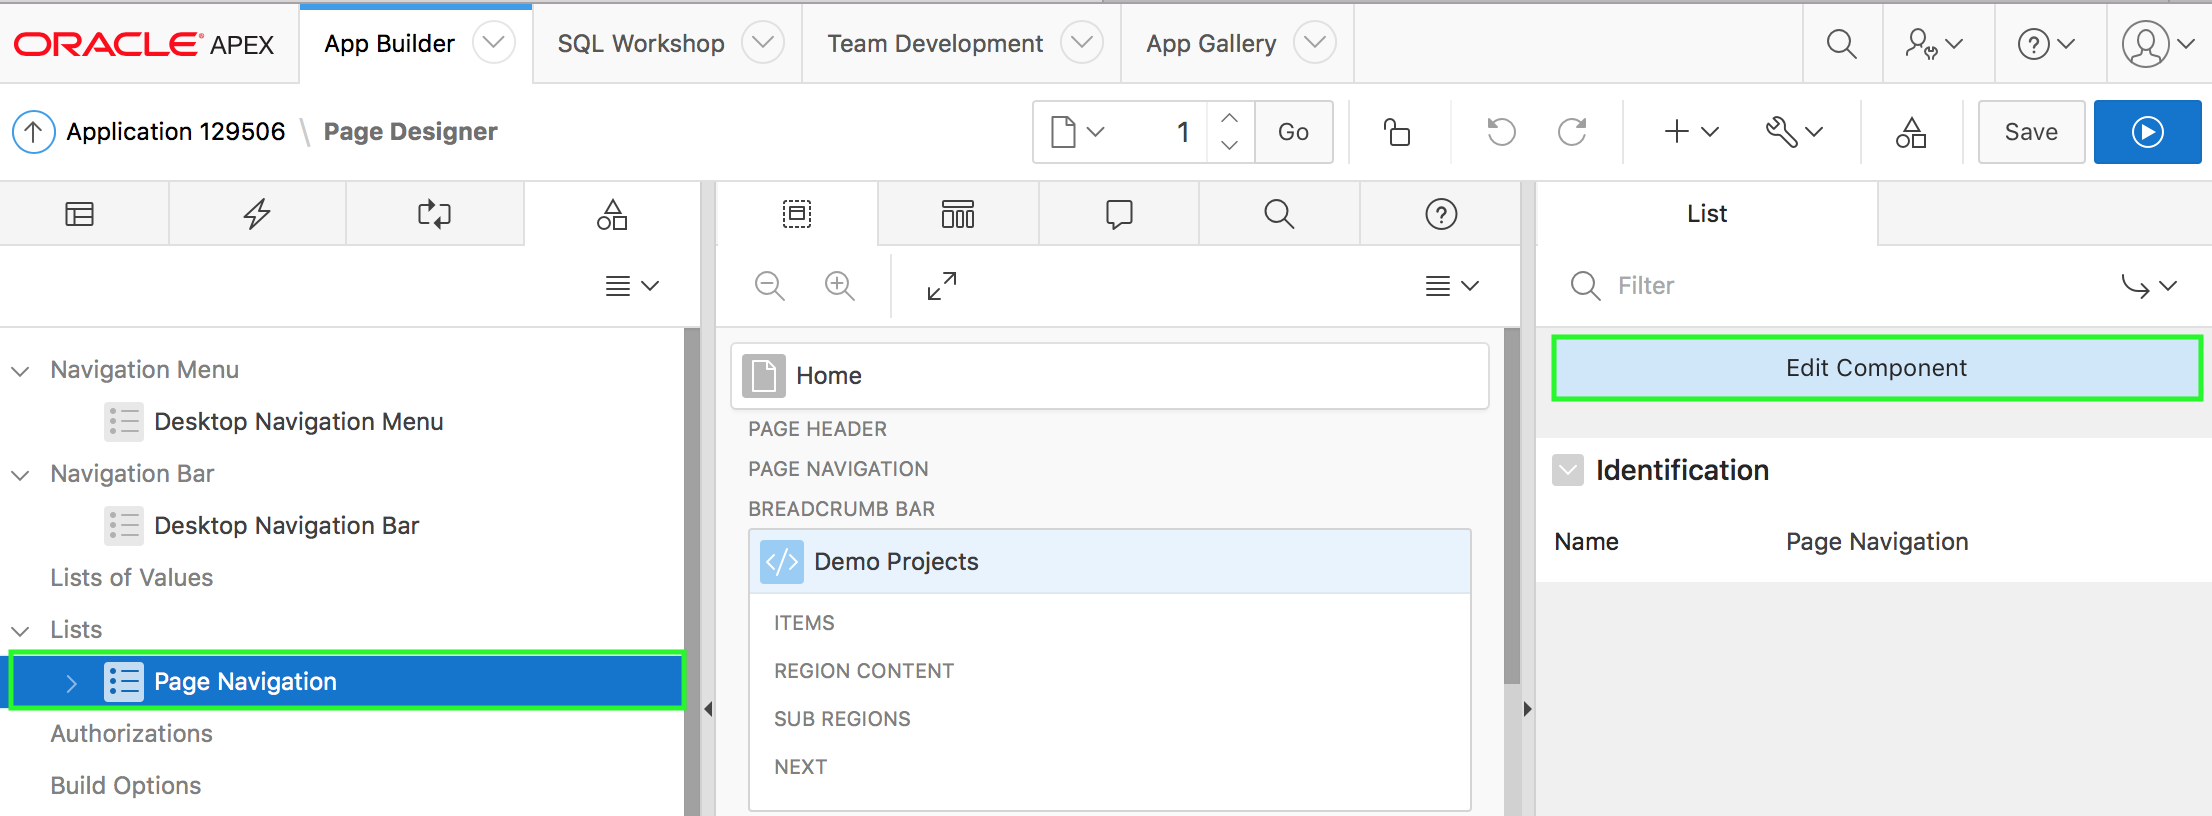 ORACLE APEX
App Builder
SQL Workshop
Team Development
App Gallery
Application 129506 \ Page Designer
1
Go
Save
List
Filter
Navigation Menu
Desktop Navigation Menu
Navigation Bar
Desktop Navigation Bar
Lists of Values
Lists
Page Navigation
Authorizations
Build Options
Home
PAGE HEADER
PAGE NAVIGATION
BREADCRUMB BAR
Demo Projects
ITEMS
REGION CONTENT
SUB REGIONS
NEXT
Edit Component
Identification
Name Page Navigation